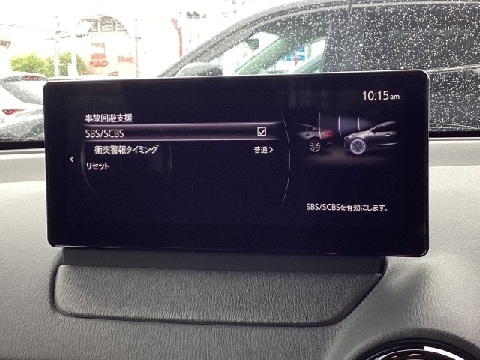 10:15am
事故回避支援
SBS/SCBS
衝突警報タイミング 普通
リセット
SBS/SCBSを有効にします。